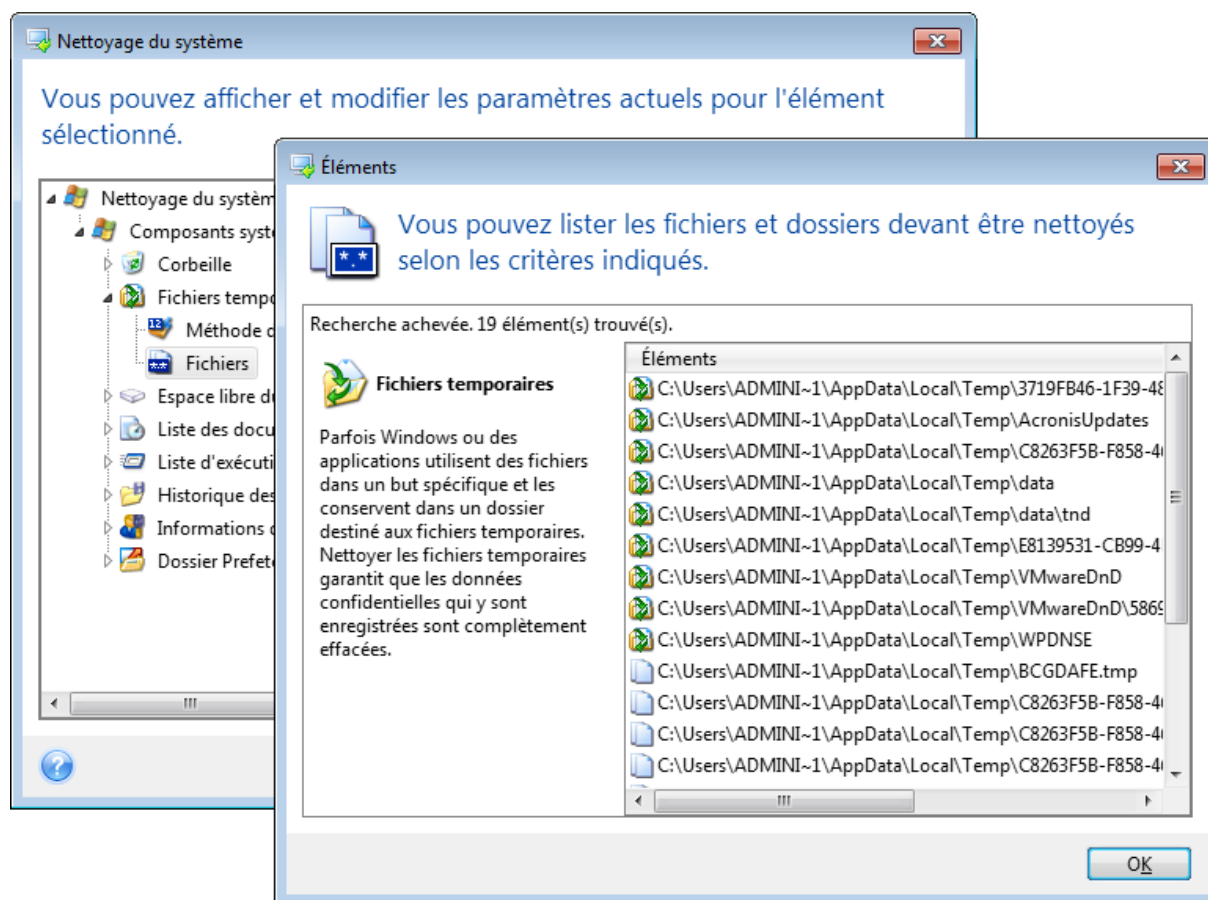 Nettoyage du système
Vous pouvez afficher et modifier les paramètres actuels pour l'élément
sélectionné.
Nettoyage du systèm
Composants syst
Corbeille
Fichiers tempo
Méthode d
Fichiers
Espace libre d
Liste des docu
Liste d'exécuti
Historique des
Informations
Dossier Prefet
Éléments
Vous pouvez lister les fichiers et dossiers devant être nettoyés
selon les critères indiqués.
*.*
Recherche achevée. 19 élément(s) trouvé(s).
Fichiers temporaires
Parfois Windows ou des
applications utilisent des fichiers
dans un but spécifique et les
conservent dans un dossier
destiné aux fichiers temporaires.
Nettoyer les fichiers temporaires
garantit que les données
confidentielles qui y sont
enregistrées sont complètement
effacées.
Éléments
C:\Users\ADMINI~1\AppData\Local\Temp\3719FB46-1F39-48
C:\Users\ADMINI~1\AppData\Local\Temp\AcronisUpdates
C:\Users\ADMINI~1\AppData\Local\Temp\C8263F5B-F858-4
C:\Users\ADMINI~1\AppData\Local\Temp\data
C:\Users\ADMINI~1\AppData\Local\Temp\data\tnd
C:\Users\ADMINI~1\AppData\Local\Temp\E8139531-CB99-4
C:\Users\ADMINI~1\AppData\Local\Temp\VMwareDnD
C:\Users\ADMINI~1\AppData\Local\Temp\VMwareDnD\5869
C:\Users\ADMINI~1\AppData\Local\Temp\WPDNSE
C:\Users\ADMINI~1\AppData\Local\Temp\BCGDAFE.tmp
C:\Users\ADMINI~1\AppData\Local\Temp\C8263F5B-F858-4
C:\Users\ADMINI~1\AppData\Local\Temp\C8263F5B-F858-4
C:\Users\ADMINI~1\AppData\Local\Temp\C8263F5B-F858-4
OK